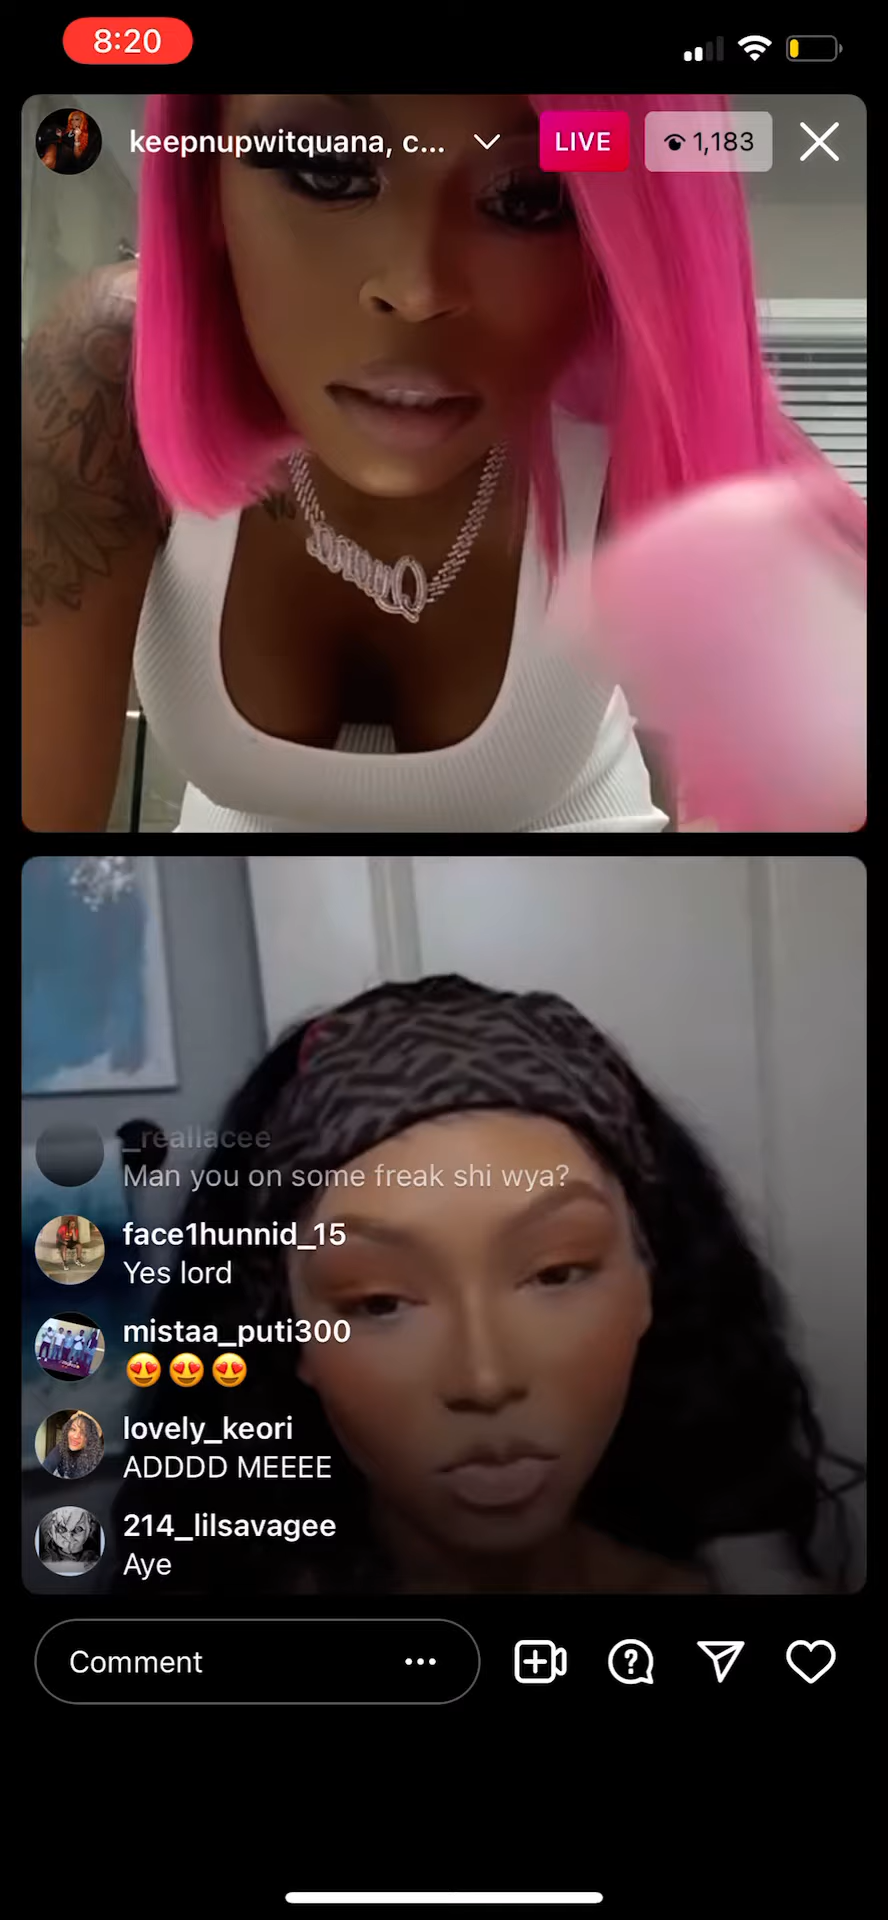 8:20
keepnupwitquana, c...
LIVE
1,183
_reallacee
Man you on some freak shi wya?
face1hunnid_15
Yes lord
mistaa_puti300
😍😍😍
lovely_keori
ADDDD MEEEE
214_lilsavagee
Aye
Comment